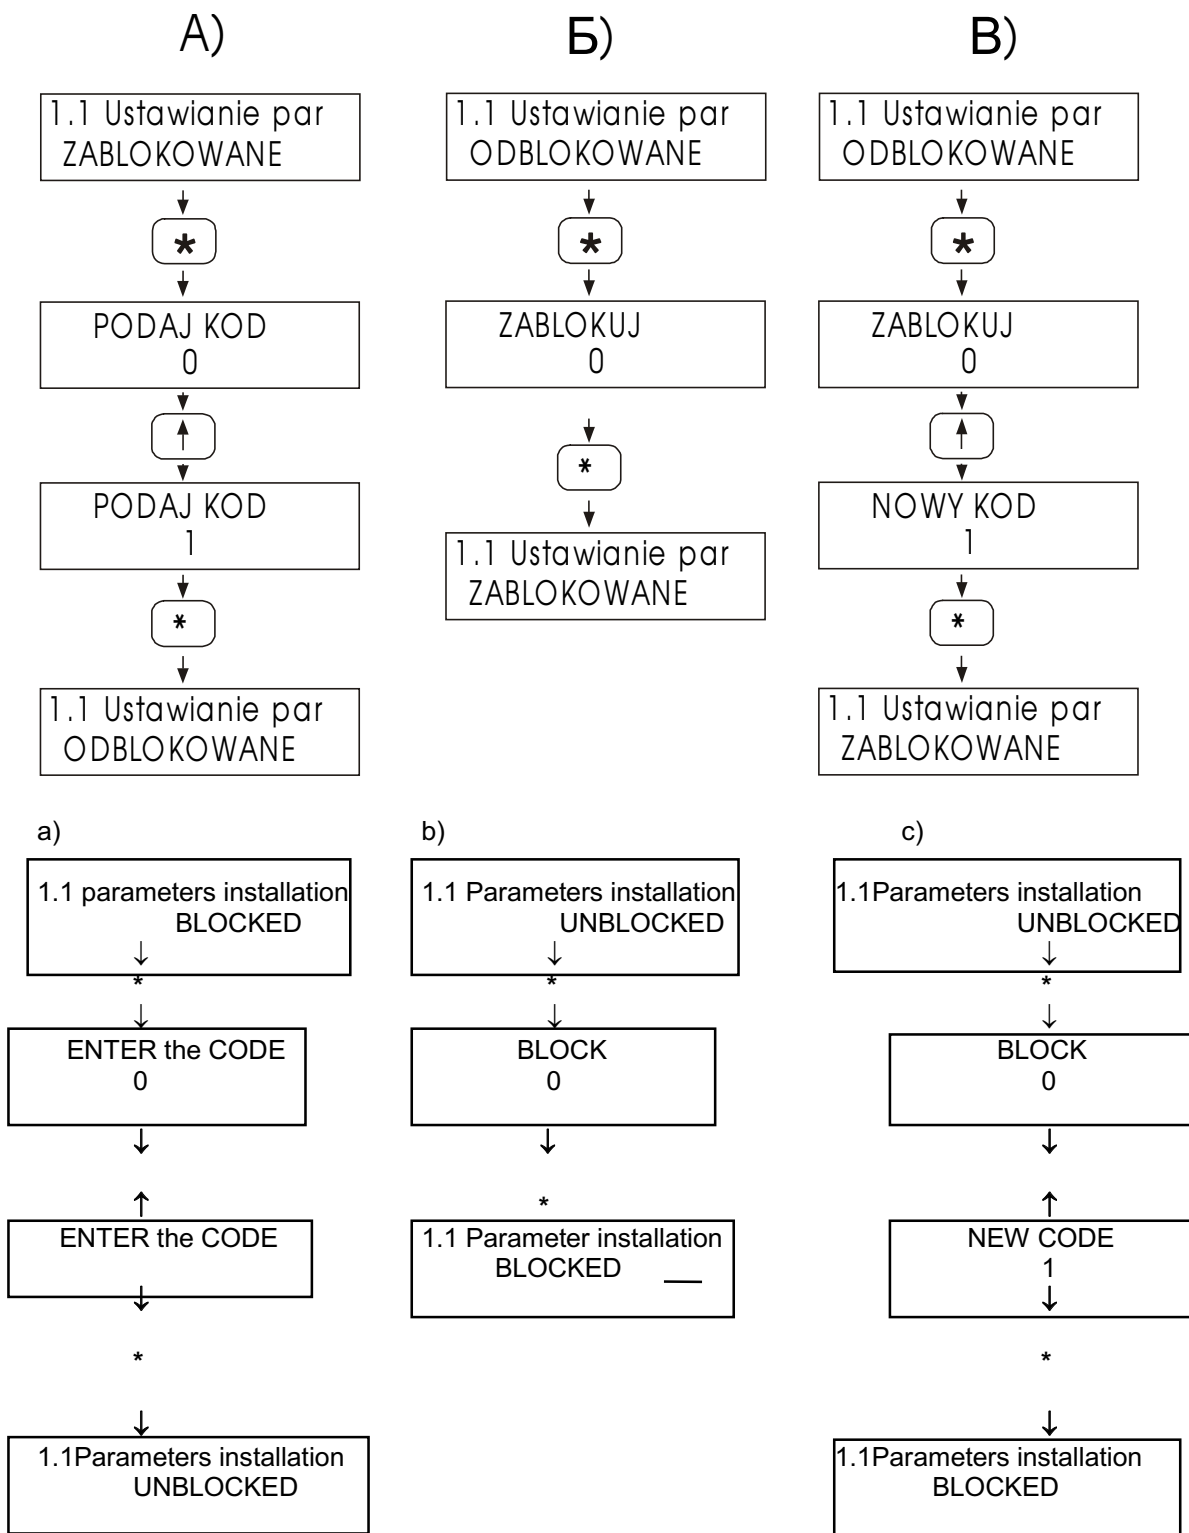 А)
1.1 Ustawianie par
ZABLOKOWANE
*
PODAJ KOD
0
↑
PODAJ KOD
1
*
1.1 Ustawianie par
ODBLOKOWANE
Б)
1.1 Ustawianie par
ODBLOKOWANE
*
ZABLOKUJ
0
*
1.1 Ustawianie par
ZABLOKOWANE
В)
1.1 Ustawianie par
ODBLOKOWANE
*
ZABLOKUJ
0
↑
NOWY KOD
1
*
1.1 Ustawianie par
ZABLOKOWANE
a)
1.1 parameters installation
BLOCKED
↓
*
↓
ENTER the CODE
0
↓
↑
ENTER the CODE
↓
*
↓
1.1Parameters installation
UNBLOCKED
b)
1.1 Parameters installation
UNBLOCKED
↓
*
↓
BLOCK
0
↓
*
1.1 Parameter installation
BLOCKED
c)
1.1Parameters installation
UNBLOCKED
↓
*
↓
BLOCK
0
↓
↑
NEW CODE
1
↓
*
↓
1.1Parameters installation
BLOCKED